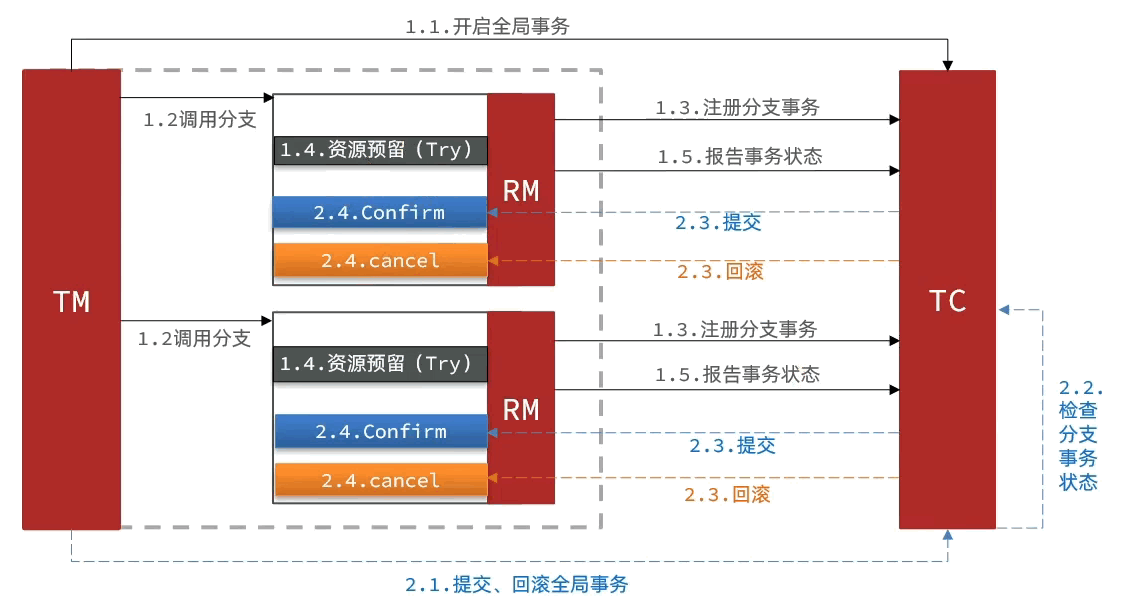 1.1.开启全局事务
1.2调用分支
1.3.注册分支事务
1.4.资源预留（Try）
1.5.报告事务状态
RM
2.4.Confirm
2.3.提交
2.4.cancel
2.3.回滚
TM
TC
1.2调用分支
1.3.注册分支事务
1.4.资源预留（Try）
1.5.报告事务状态
RM
2.4.Confirm
2.3.提交
2.4.cancel
2.3.回滚
2.2.
检查
分支
事务
状态
2.1.提交、回滚全局事务